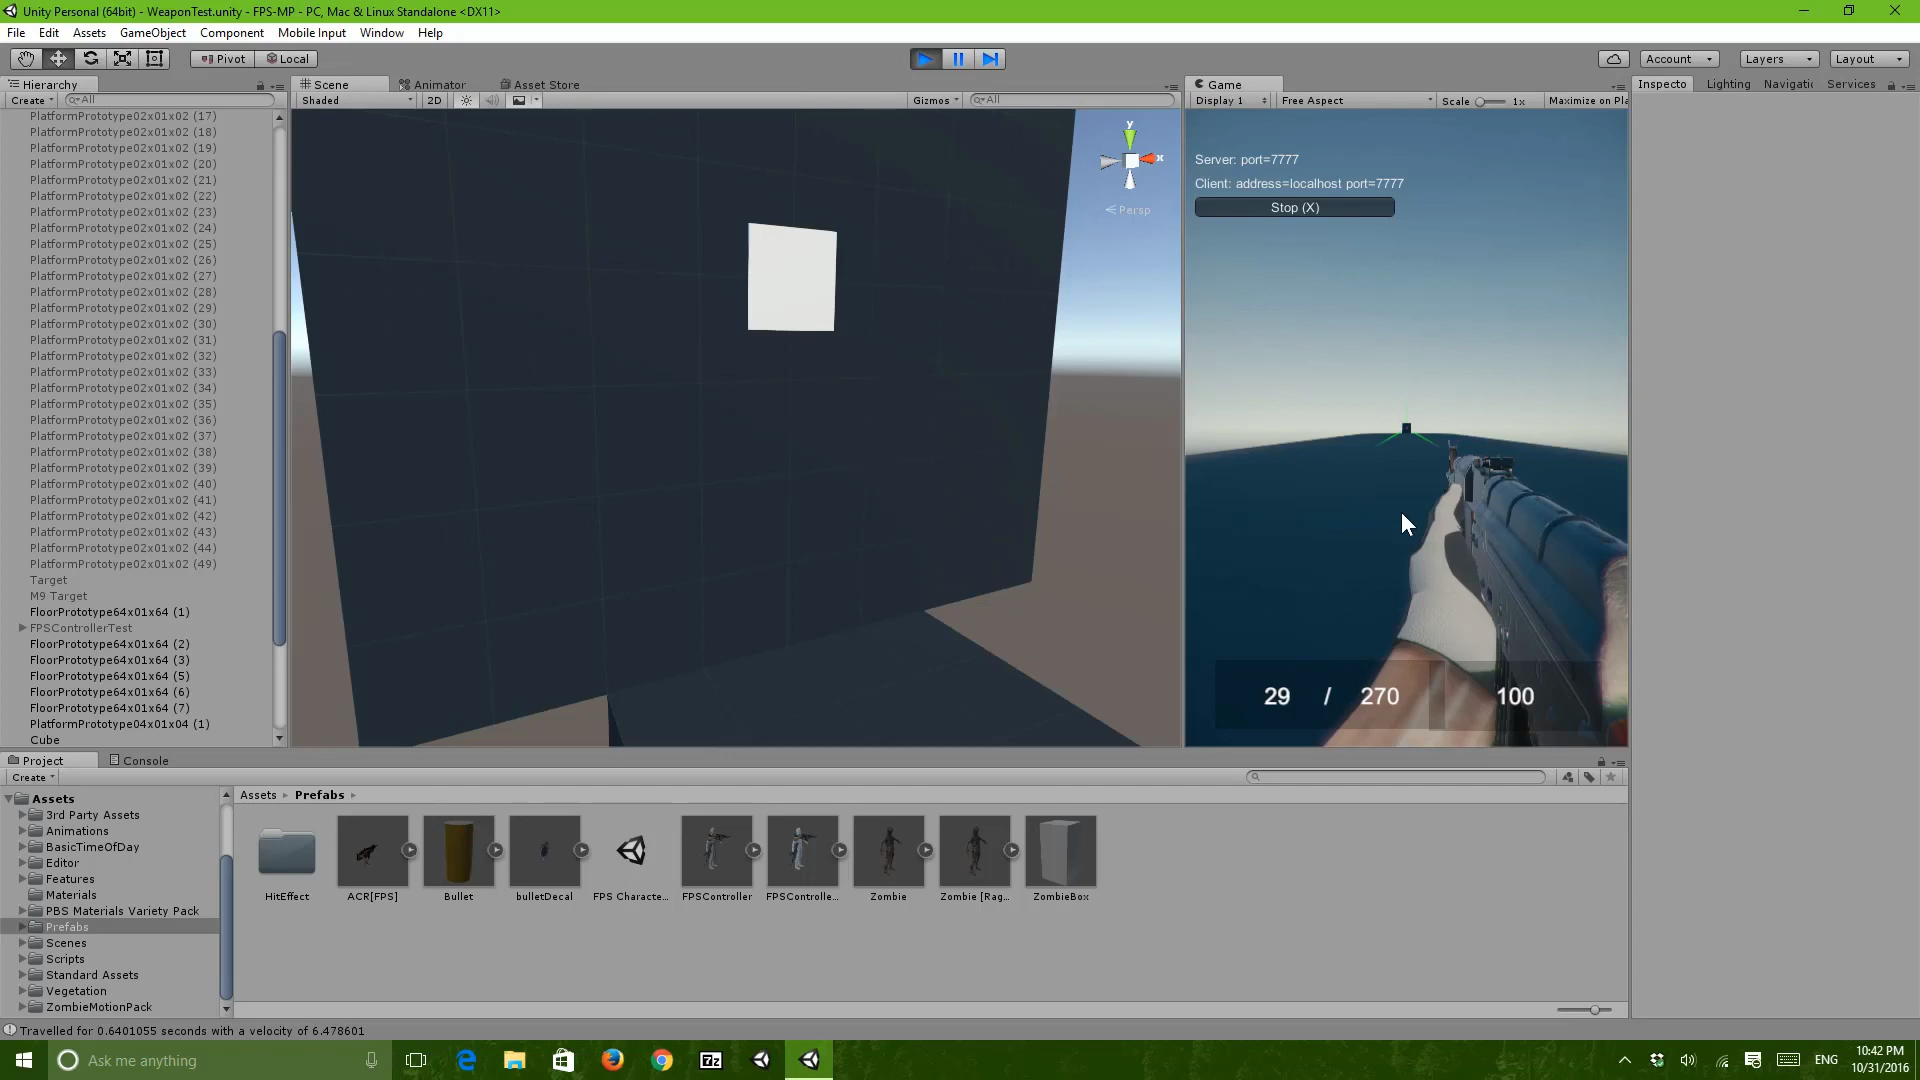 Unity Personal (64bit) - WeaponTest.unity - FPS-MP - PC, Mac & Linux Standalone <DX11>
File Edit Assets GameObject Component Mobile Input Window Help
Pivot Local Account Layers Layout
Hierarchy Scene Animator Asset Store Game Inspecto Lighting Navigatic Services
Create All Shaded 2D Gizmos All Display 1 Free Aspect Scale 1x Maximize on Pla
PlatformPrototype02x01x02 (17)
PlatformPrototype02x01x02 (18)
PlatformPrototype02x01x02 (19)
PlatformPrototype02x01x02 (20)
PlatformPrototype02x01x02 (21)
PlatformPrototype02x01x02 (22)
PlatformPrototype02x01x02 (23)
PlatformPrototype02x01x02 (24)
PlatformPrototype02x01x02 (25)
PlatformPrototype02x01x02 (26)
PlatformPrototype02x01x02 (27)
PlatformPrototype02x01x02 (28)
PlatformPrototype02x01x02 (29)
PlatformPrototype02x01x02 (30)
PlatformPrototype02x01x02 (31)
PlatformPrototype02x01x02 (32)
PlatformPrototype02x01x02 (33)
PlatformPrototype02x01x02 (34)
PlatformPrototype02x01x02 (35)
PlatformPrototype02x01x02 (36)
PlatformPrototype02x01x02 (37)
PlatformPrototype02x01x02 (38)
PlatformPrototype02x01x02 (39)
PlatformPrototype02x01x02 (40)
PlatformPrototype02x01x02 (41)
PlatformPrototype02x01x02 (42)
PlatformPrototype02x01x02 (43)
PlatformPrototype02x01x02 (44)
PlatformPrototype02x01x02 (49)
Target
M9 Target
FloorPrototype64x01x64 (1)
FPSControllerTest
FloorPrototype64x01x64 (2)
FloorPrototype64x01x64 (3)
FloorPrototype64x01x64 (5)
FloorPrototype64x01x64 (6)
FloorPrototype64x01x64 (7)
PlatformPrototype04x01x04 (1)
Cube
y
x
Persp
Server: port=7777
Client: address=localhost port=7777
Stop (X)
29 / 270 100
Project Console
Create
Assets
3rd Party Assets
Animations
BasicTimeOfDay
Editor
Features
Materials
PBS Materials Variety Pack
Prefabs
Scenes
Scripts
Standard Assets
Vegetation
ZombieMotionPack
Assets Prefabs
HitEffect ACR[FPS] Bullet bulletDecal FPS Characte... FPSController FPSControlle... Zombie Zombie [Rag... ZombieBox
Travelled for 0.6401055 seconds with a velocity of 6.478601
Ask me anything
7z
ENG
10:42 PM
10/31/2016